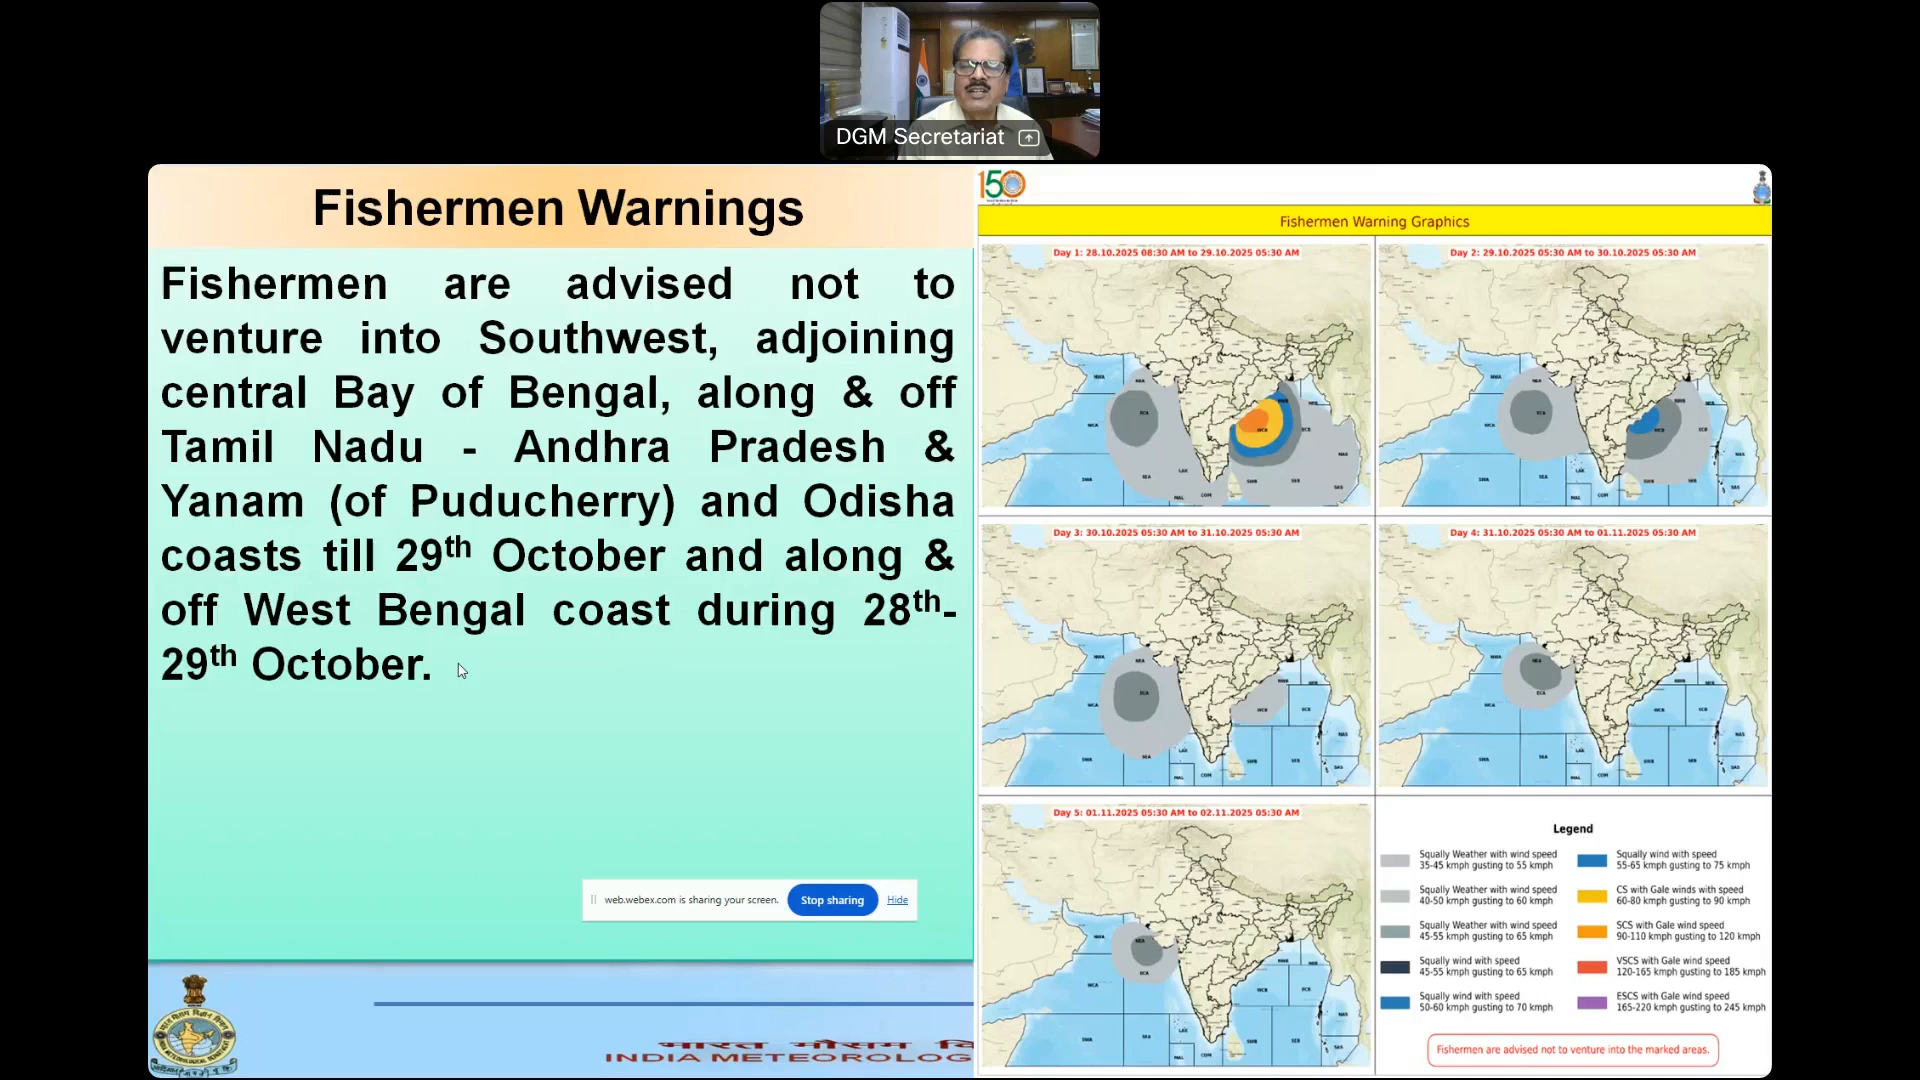 DGM Secretariat
Fishermen Warnings
Fishermen are advised not to
venture into Southwest, adjoining
central Bay of Bengal, along & off
Tamil Nadu - Andhra Pradesh &
Yanam (of Puducherry) and Odisha
coasts till 29th October and along &
off West Bengal coast during 28th-
29th October.
web.webex.com is sharing your screen.
Stop sharing
Hide
भारत मौसम वि
INDIA METEOROLOG
150
Fishermen Warning Graphics
Day 1: 28.10.2025 08:30 AM to 29.10.2025 05:30 AM
Day 2: 29.10.2025 05:30 AM to 30.10.2025 05:30 AM
Day 3: 30.10.2025 05:30 AM to 31.10.2025 05:30 AM
Day 4: 31.10.2025 05:30 AM to 01.11.2025 05:30 AM
Day 5: 01.11.2025 05:30 AM to 02.11.2025 05:30 AM
Legend
Squally Weather with wind speed
35-45 kmph gusting to 55 kmph
Squally Weather with wind speed
40-50 kmph gusting to 60 kmph
Squally Weather with wind speed
45-55 kmph gusting to 65 kmph
Squally wind with speed
45-55 kmph gusting to 65 kmph
Squally wind with speed
50-60 kmph gusting to 70 kmph
Squally wind with speed
55-65 kmph gusting to 75 kmph
CS with Gale winds with speed
60-80 kmph gusting to 90 kmph
SCS with Gale wind speed
90-110 kmph gusting to 120 kmph
VSCS with Gale wind speed
120-165 kmph gusting to 185 kmph
ESCS with Gale wind speed
165-220 kmph gusting to 245 kmph
Fishermen are advised not to venture into the marked areas.